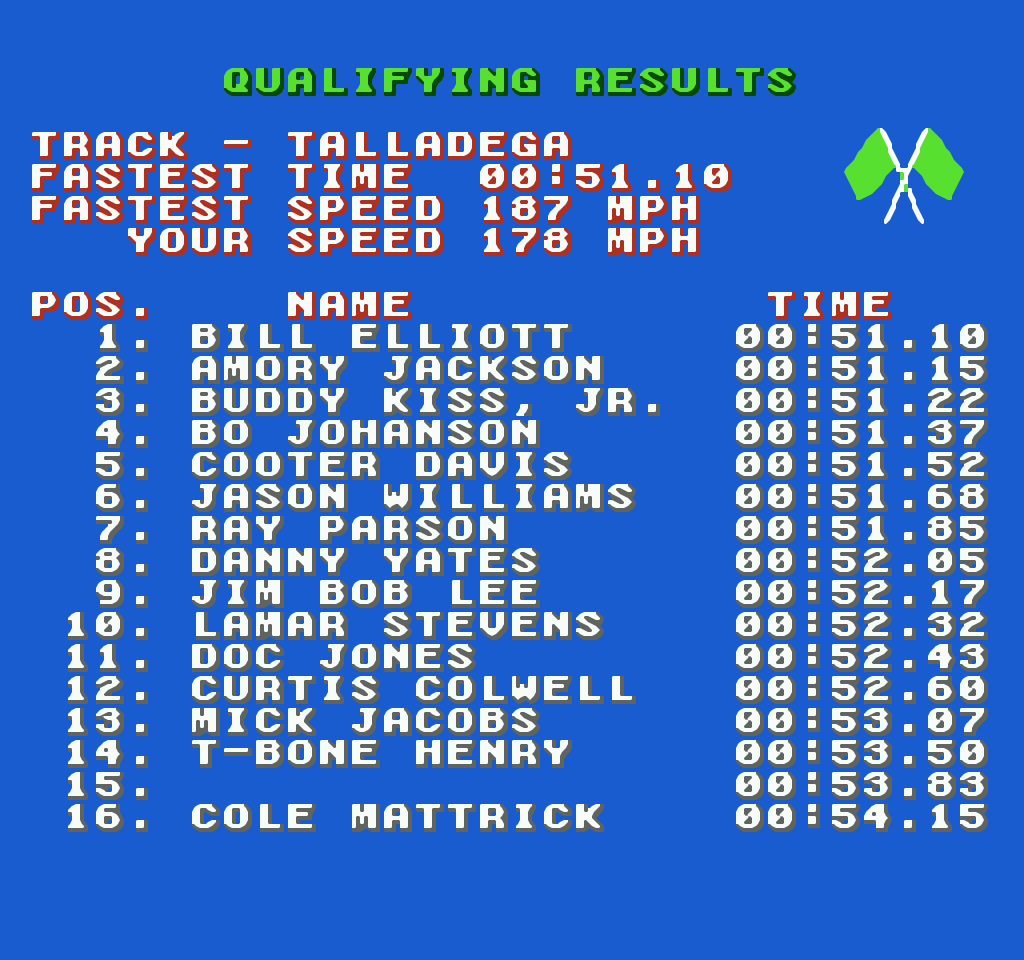 QUALIFYING RESULTS
TRACK - TALLADEGA
FASTEST TIME 00:51.10
FASTEST SPEED 187 MPH
YOUR SPEED 178 MPH
POS. NAME TIME
1. BILL ELLIOTT 00:51.10
2. AMORY JACKSON 00:51.15
3. BUDDY KISS, JR. 00:51.22
4. BO JOHANSON 00:51.37
5. COOTER DAVIS 00:51.52
6. JASON WILLIAMS 00:51.68
7. RAY PARSON 00:51.85
8. DANNY YATES 00:52.05
9. JIM BOB LEE 00:52.17
10. LAMAR STEVENS 00:52.32
11. DOC JONES 00:52.43
12. CURTIS COLWELL 00:52.60
13. MICK JACOBS 00:53.07
14. T-BONE HENRY 00:53.50
15. 00:53.83
16. COLE MATTRICK 00:54.15